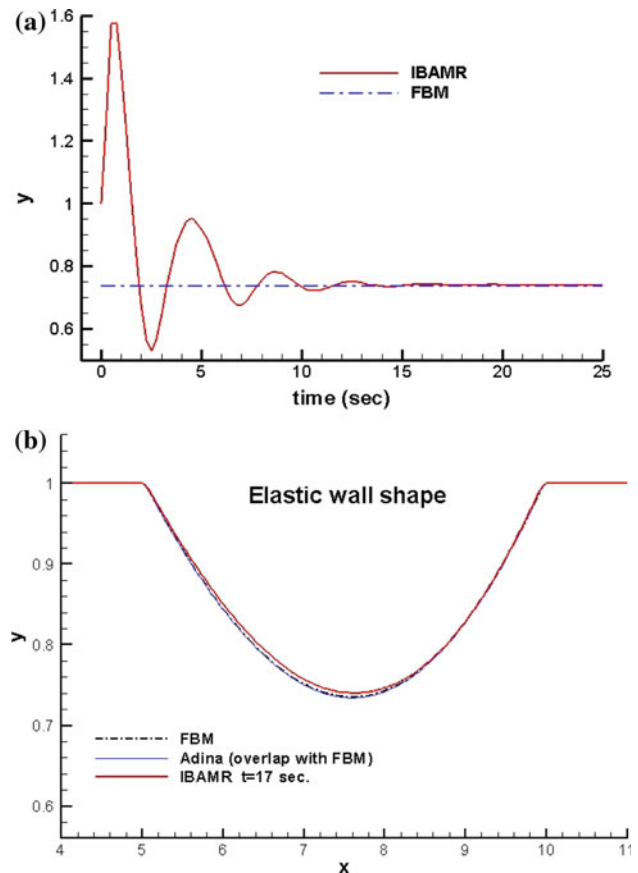 (a)
1.6
1.4
1.2
1
0.8
0.6
y
IBAMR
FBM
0 5 10 15 20 25
time (sec)
(b)
1
0.9
0.8
0.7
0.6
y
Elastic wall shape
FBM
Adina (overlap with FBM)
IBAMR t=17 sec.
4 5 6 7 8 9 10 11
x